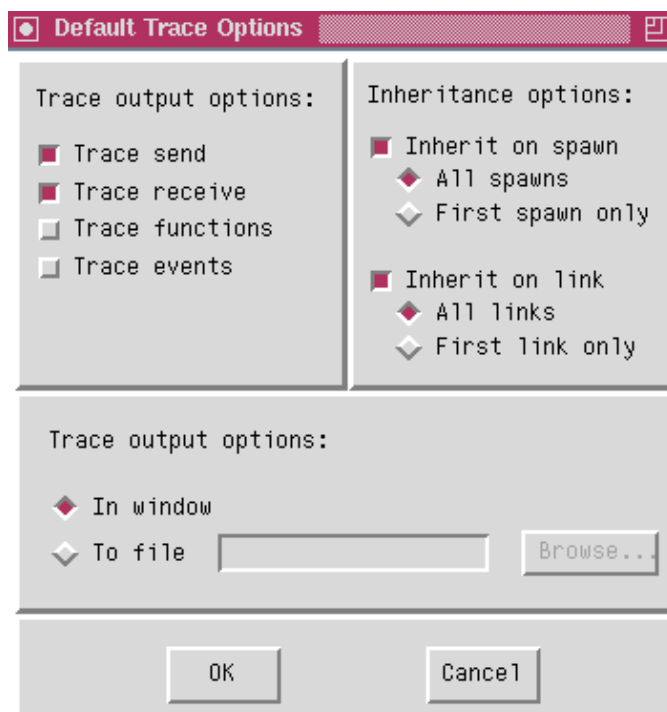 Default Trace Options
Trace output options:
Trace send
Trace receive
Trace functions
Trace events
Inheritance options:
Inherit on spawn
All spawns
First spawn only
Inherit on link
All links
First link only
Trace output options:
In window
To file
Browse...
OK
Cancel